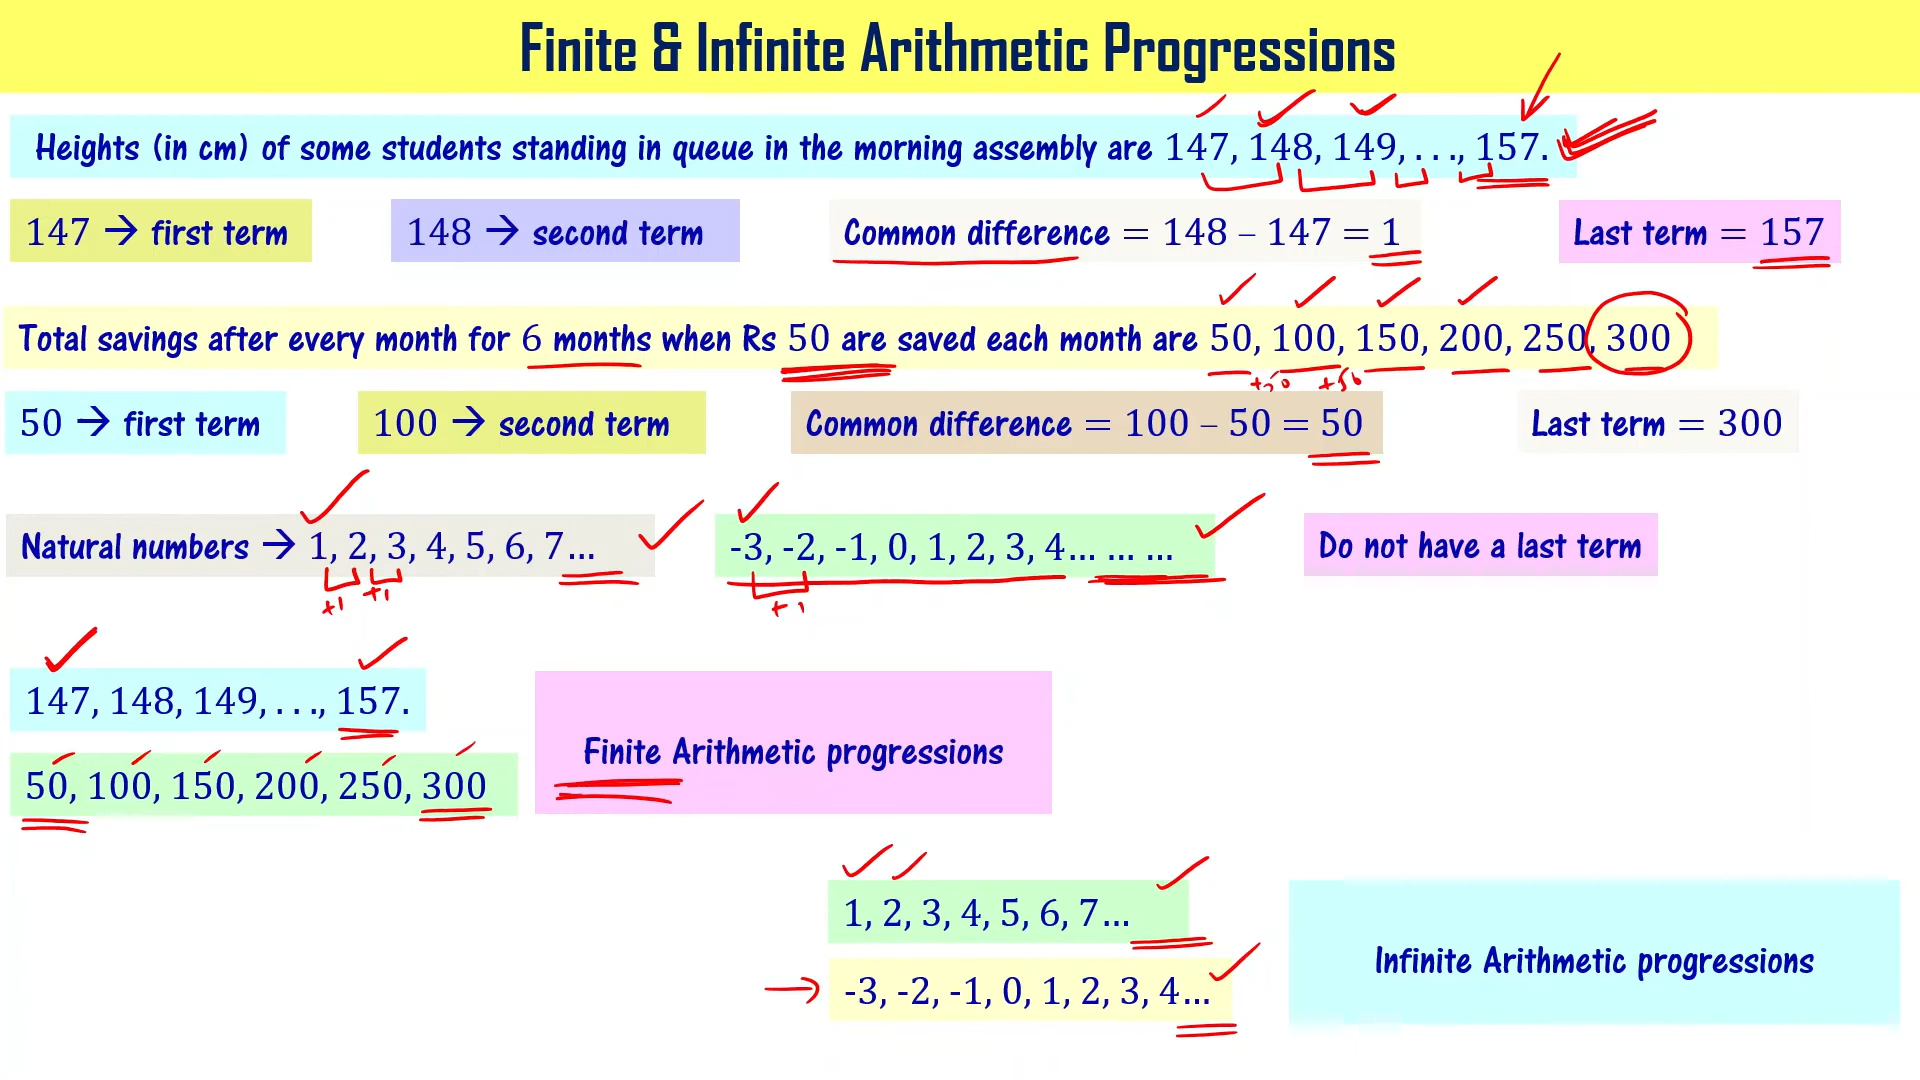 Finite & Infinite Arithmetic Progressions
Heights (in cm) of some students standing in queue in the morning assembly are 147, 148, 149, . . ., 157.
147 → first term
148 → second term
Common difference = 148 – 147 = 1
Last term = 157
Total savings after every month for 6 months when Rs 50 are saved each month are 50, 100, 150, 200, 250, 300
+50 +50
50 → first term
100 → second term
Common difference = 100 – 50 = 50
Last term = 300
Natural numbers → 1, 2, 3, 4, 5, 6, 7...
-3, -2, -1, 0, 1, 2, 3, 4... ... ...
Do not have a last term
+1 +1
+1
147, 148, 149, . . ., 157.
50, 100, 150, 200, 250, 300
Finite Arithmetic progressions
1, 2, 3, 4, 5, 6, 7...
-3, -2, -1, 0, 1, 2, 3, 4...
Infinite Arithmetic progressions